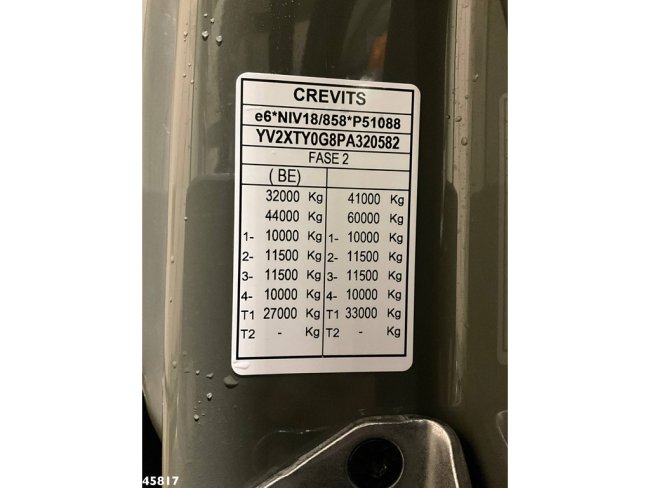 CREVITS
e6*NIV18/858*P51088
YV2XTY0G8PA320582
FASE 2
( BE)
32000 Kg 41000 Kg
44000 Kg 60000 Kg
1- 10000 Kg 1- 10000 Kg
2- 11500 Kg 2- 11500 Kg
3- 11500 Kg 3- 11500 Kg
4- 10000 Kg 4- 10000 Kg
T1 27000 Kg T1 33000 Kg
T2 - Kg T2 - Kg
45817